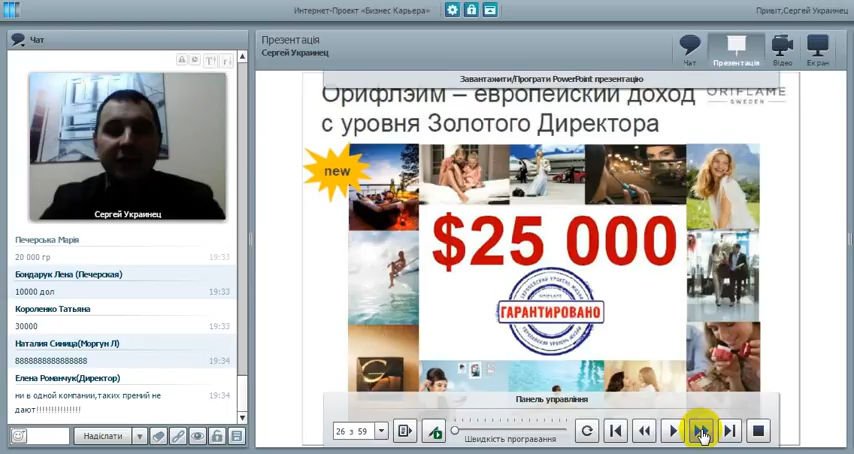 Интернет-Проект «Бизнес Карьера»
Привіт,Сергей Украинец
Чат
Сергей Украинец
Печерська Марія
20 000 гр 19:33
Бондарук Лена (Печерская)
10000 дол 19:33
Короленко Татьяна
30000 19:33
Наталия Синица(Моргун Л)
8888888888888888 19:34
Елена Романчук(Директор)
ни в одной компании,таких премий не 19:34
дают!!!!!!!!!!!!!!!!
Надіслати
Презентація
Сергей Украинец
Чат
Презентація
Відео
Екран
Завантажити/Програти PowerPoint презентацію
Орифлэйм – европейский доход
с уровня Золотого Директора
ORIFLAME
SWEDEN
new
$25 000
ГАРАНТИРОВАНО
Панель управління
26 з 59
Швидкість програвання